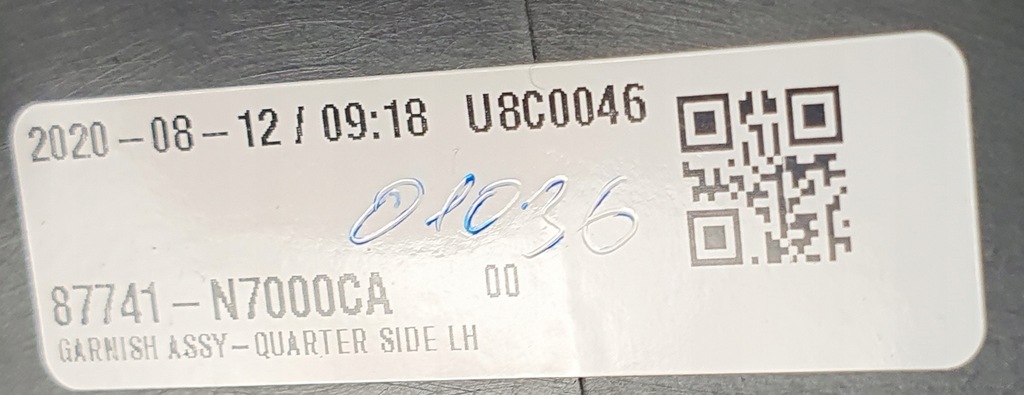 2020-08-12 / 09:18 U8C0046
01036
87741-N7000CA 00
GARNISH ASSY-QUARTER SIDE LH